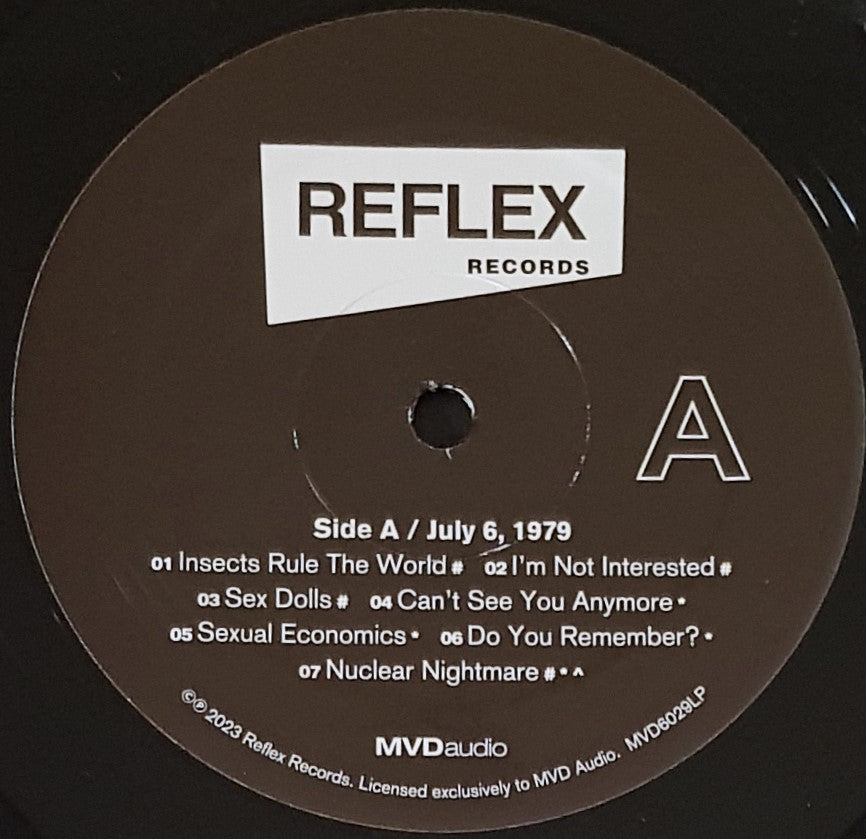 REFLEX
RECORDS
A
Side A / July 6, 1979
01 Insects Rule The World # 02 I'm Not Interested #
03 Sex Dolls # 04 Can't See You Anymore *
05 Sexual Economics * 06 Do You Remember? *
07 Nuclear Nightmare # * ^
MVDaudio
©℗ 2023 Reflex Records. Licensed exclusively to MVD Audio. MVD6029LP